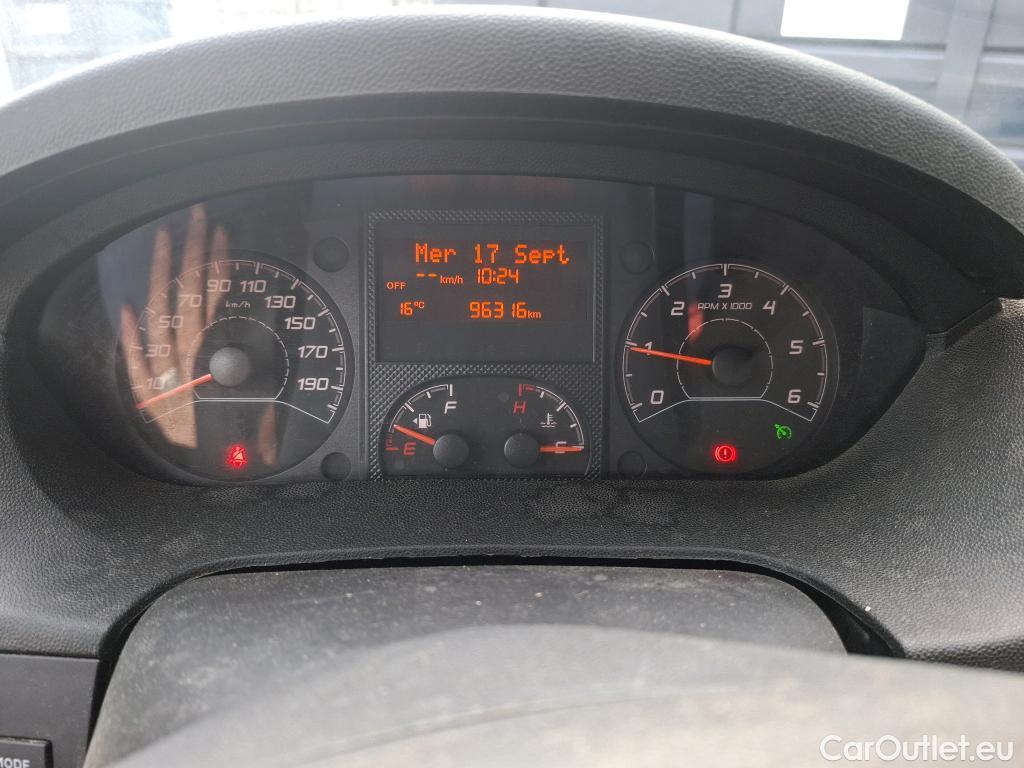 Mer 17 Sept
OFF --km/h 10:24
16°C 96316km
10 30 50 70 90 110 130 150 170 190
km/h
0 1 2 3 4 5 6
RPM X 1000
F
E
H
C
MODE
CarOutlet.eu